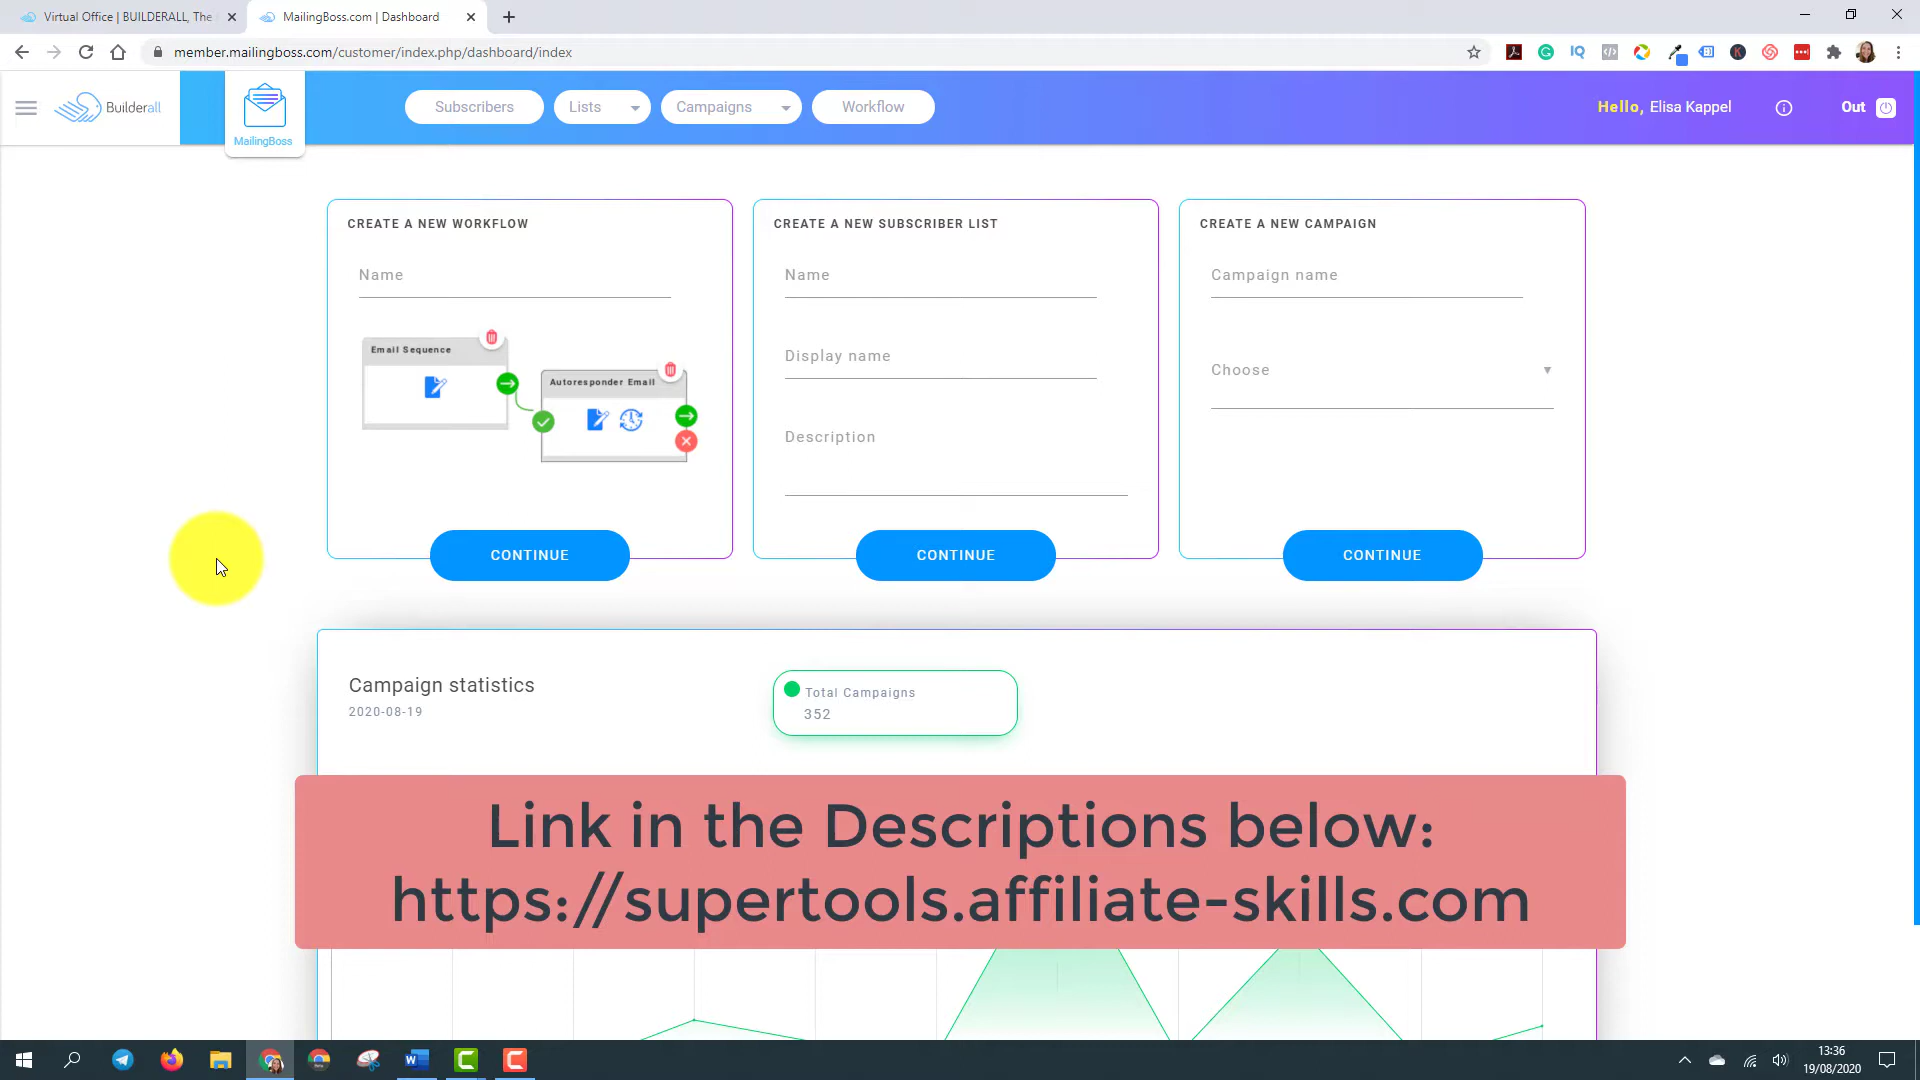 Virtual Office | BUILDERALL, The
MailingBoss.com | Dashboard
member.mailingboss.com/customer/index.php/dashboard/index
Builderall
MailingBoss
Subscribers
Lists
Campaigns
Workflow
Hello, Elisa Kappel
Out
CREATE A NEW WORKFLOW
Name
Email Sequence
Autoresponder Email
CONTINUE
CREATE A NEW SUBSCRIBER LIST
Name
Display name
Description
CONTINUE
CREATE A NEW CAMPAIGN
Campaign name
Choose
CONTINUE
Campaign statistics
2020-08-19
Total Campaigns
352
Link in the Descriptions below:
https://supertools.affiliate-skills.com
13:36
19/08/2020